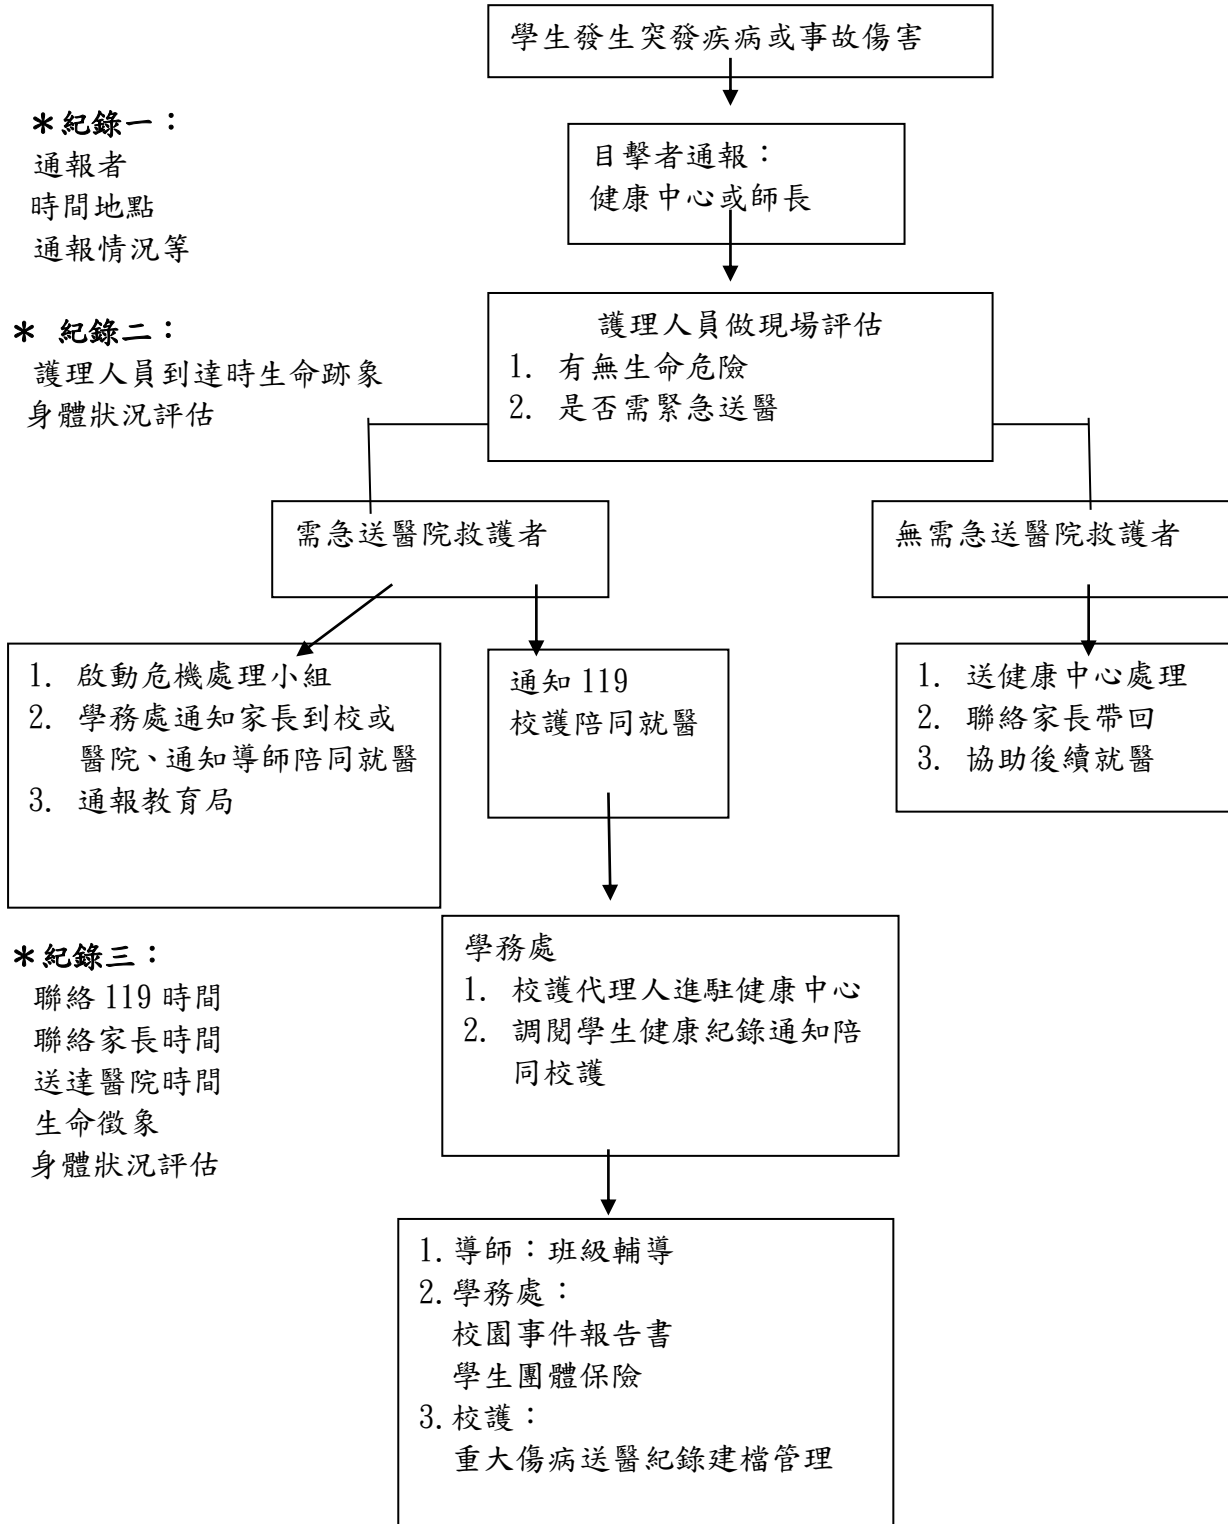 學生發生突發疾病或事故傷害
＊紀錄一：
通報者
時間地點
通報情況等
目擊者通報：
健康中心或師長
＊ 紀錄二：
護理人員到達時生命跡象
身體狀況評估
護理人員做現場評估
1. 有無生命危險
2. 是否需緊急送醫
需急送醫院救護者
無需急送醫院救護者
1. 啟動危機處理小組
2. 學務處通知家長到校或
醫院、通知導師陪同就醫
3. 通報教育局
通知 119
校護陪同就醫
1. 送健康中心處理
2. 聯絡家長帶回
3. 協助後續就醫
＊紀錄三：
聯絡 119 時間
聯絡家長時間
送達醫院時間
生命徵象
身體狀況評估
學務處
1. 校護代理人進駐健康中心
2. 調閱學生健康紀錄通知陪
同校護
1.導師：班級輔導
2.學務處：
校園事件報告書
學生團體保險
3.校護：
重大傷病送醫紀錄建檔管理